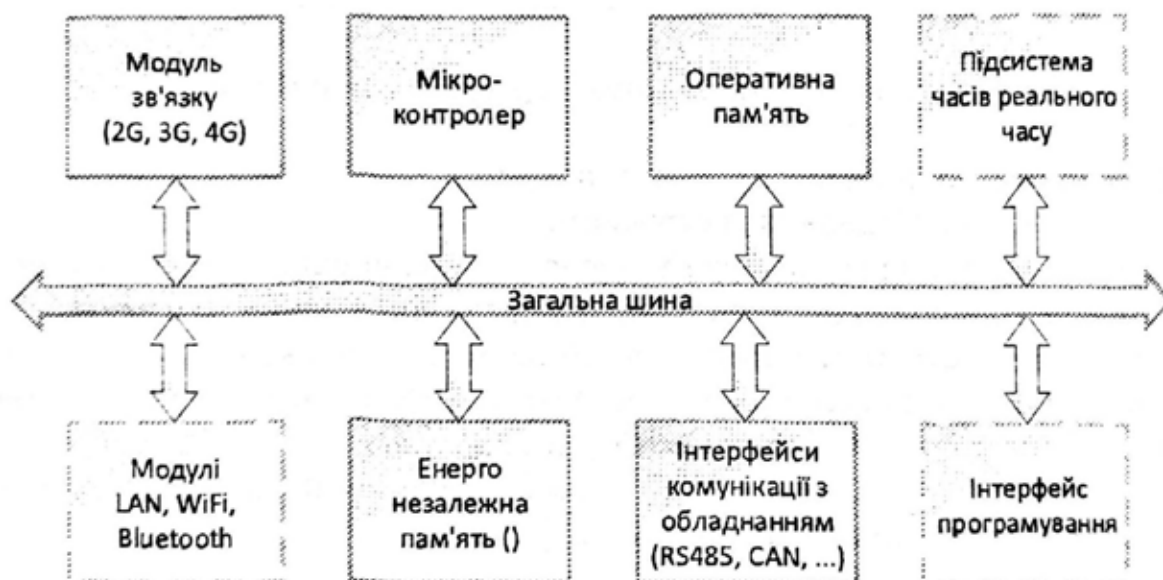 Модуль
зв'язку
(2G, 3G, 4G)
Мікро-
контролер
Оперативна
пам'ять
Підсистема
часів реального
часу
Загальна шина
Модулі
LAN, WiFi,
Bluetooth
Енерго
незалежна
пам'ять ()
Інтерфейси
комунікації з
обладнанням
(RS485, CAN, ...)
Інтерфейс
програмування